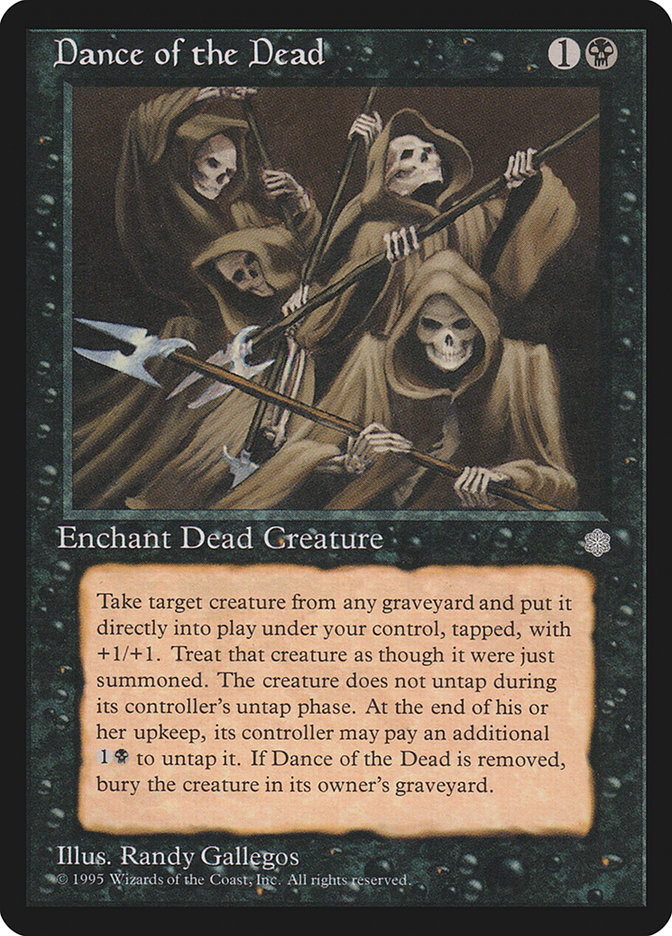 Dance of the Dead 1
Enchant Dead Creature
Take target creature from any graveyard and put it
directly into play under your control, tapped, with
+1/+1. Treat that creature as though it were just
summoned. The creature does not untap during
its controller's untap phase. At the end of his or
her upkeep, its controller may pay an additional
1 to untap it. If Dance of the Dead is removed,
bury the creature in its owner's graveyard.
Illus. Randy Gallegos
© 1995 Wizards of the Coast, Inc. All rights reserved.